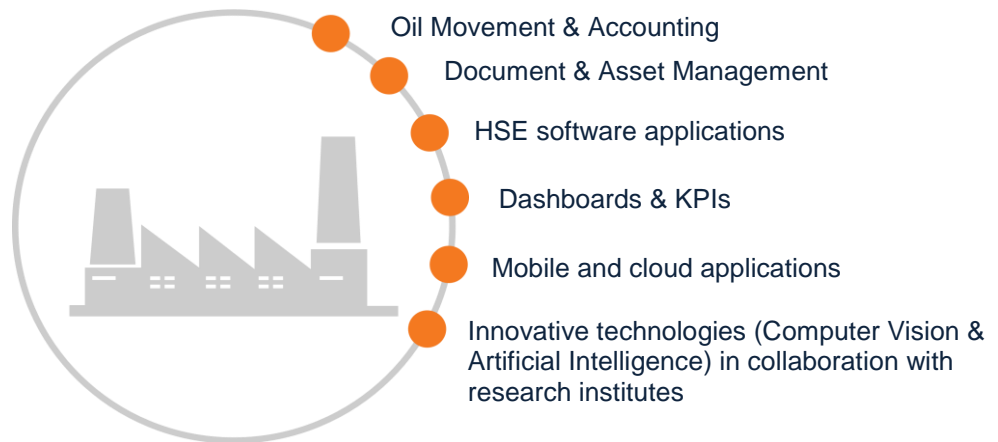 Oil Movement & Accounting
Document & Asset Management
HSE software applications
Dashboards & KPIs
Mobile and cloud applications
Innovative technologies (Computer Vision &
Artificial Intelligence) in collaboration with
research institutes